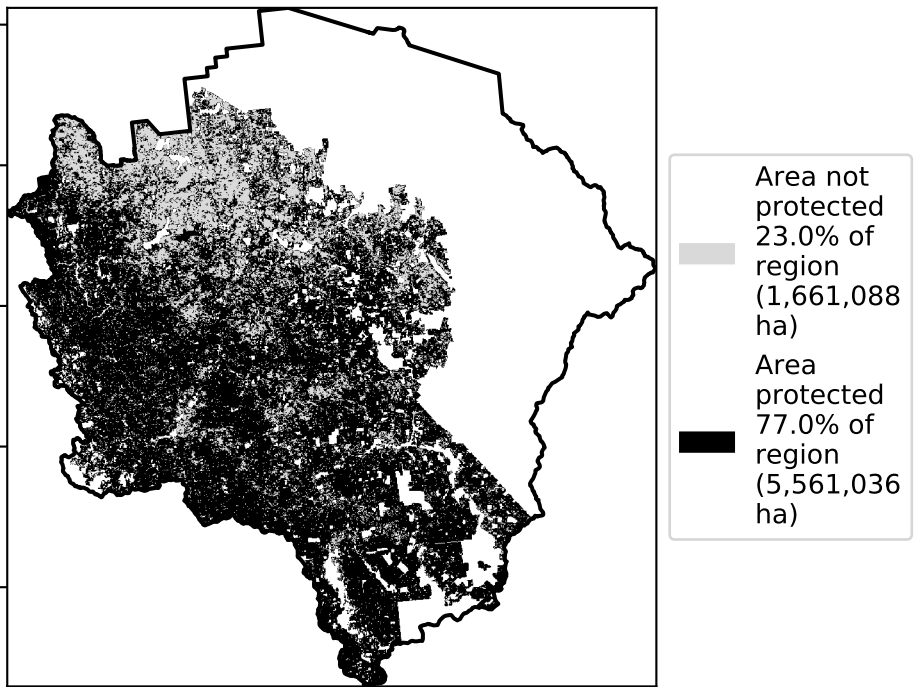 Area not
protected
23.0% of
region
(1,661,088
ha)
Area
protected
77.0% of
region
(5,561,036
ha)